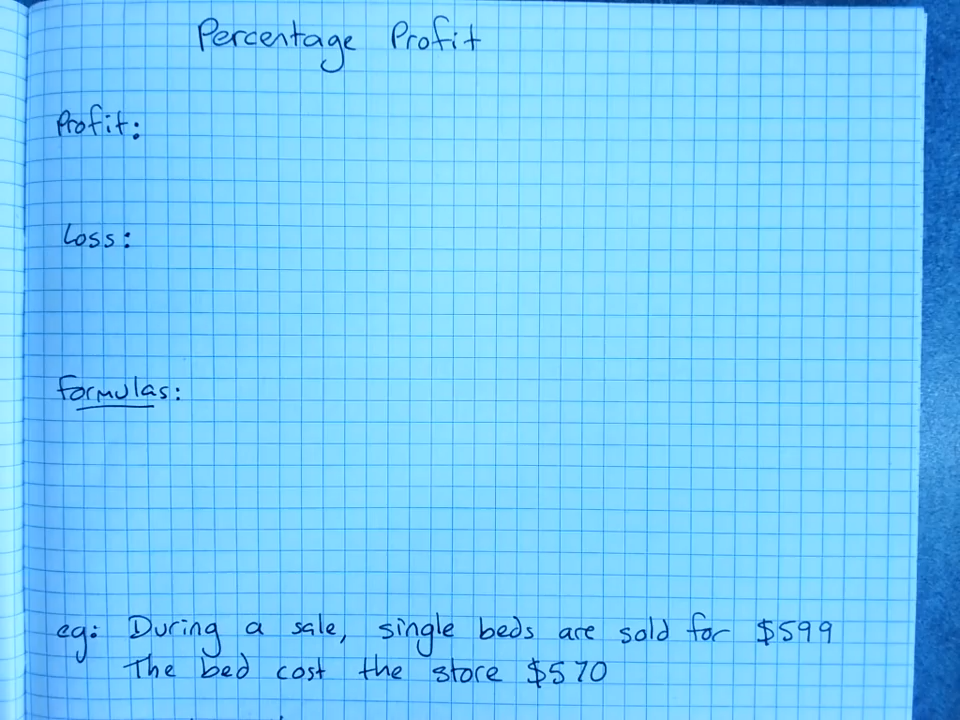 Percentage Profit
Profit:
Loss:
Formulas:
eg: During a sale, single beds are sold for $599
The bed cost the store $570